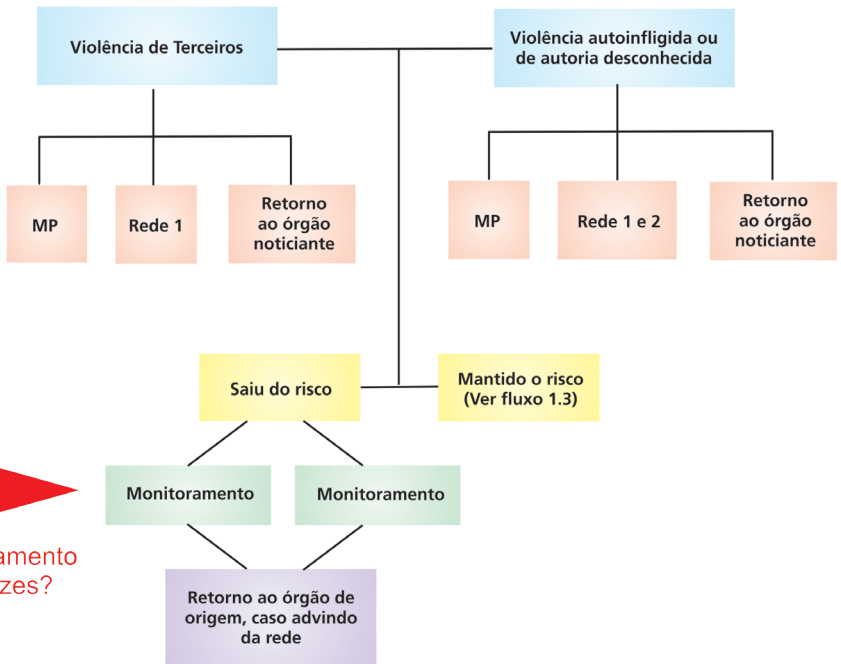 Violência de Terceiros
Violência autoinfligida ou
de autoria desconhecida
MP
Rede 1
Retorno
ao órgão
noticiante
MP
Rede 1 e 2
Retorno
ao órgão
noticiante
Saiu do risco
Mantido o risco
(Ver fluxo 1.3)
Monitoramento
Monitoramento
Retorno ao órgão de
origem, caso advindo
da rede